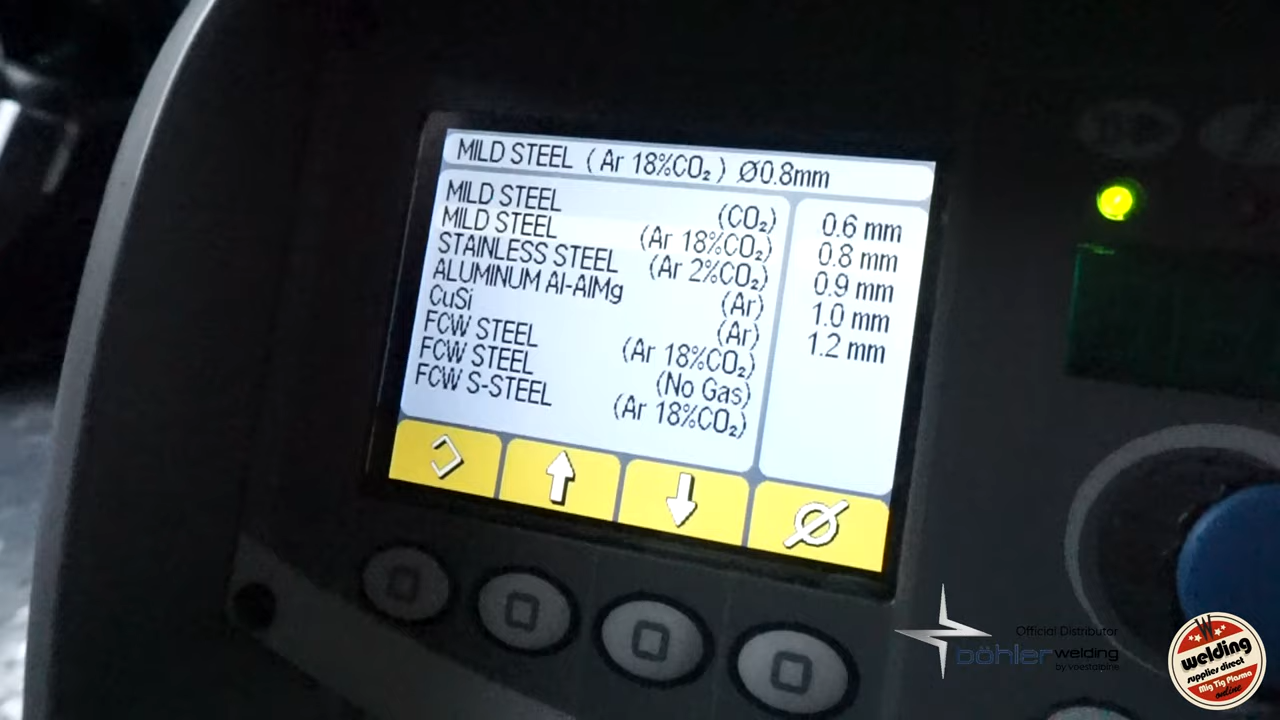 MILD STEEL ( Ar 18%CO₂ ) Ø0.8mm
MILD STEEL (CO₂)
MILD STEEL (Ar 18%CO₂)
STAINLESS STEEL (Ar 2%CO₂)
ALUMINUM Al-AlMg (Ar)
CuSi (Ar)
FCW STEEL (Ar 18%CO₂)
FCW STEEL (No Gas)
FCW S-STEEL (Ar 18%CO₂)
0.6 mm
0.8 mm
0.9 mm
1.0 mm
1.2 mm
Official Distributor
böhler welding
by voestalpine
W
welding
supplies direct
Mig Tig Plasma
online